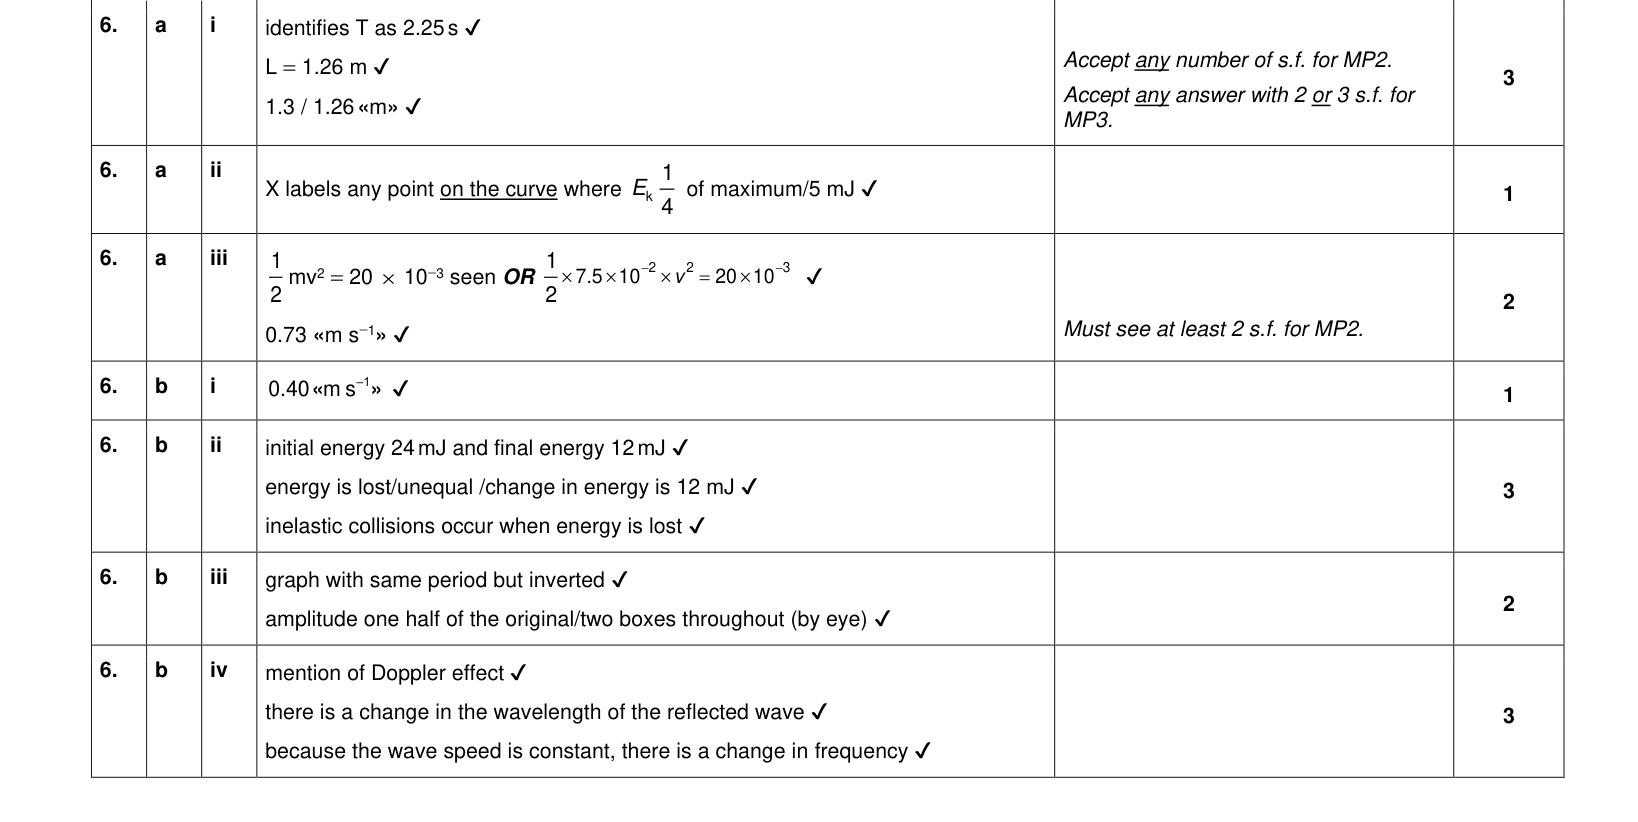 6. a i identifies T as 2.25 s ✓
L = 1.26 m ✓
1.3 / 1.26 «m» ✓
Accept any number of s.f. for MP2.
Accept any answer with 2 or 3 s.f. for
MP3.
3
6. a ii X labels any point on the curve where E_k 1/4 of maximum/5 mJ ✓
1
6. a iii 1/2 mv² = 20 × 10⁻³ seen OR 1/2 × 7.5 × 10⁻² × v² = 20 × 10⁻³ ✓
0.73 «m s⁻¹» ✓
Must see at least 2 s.f. for MP2.
2
6. b i 0.40 «m s⁻¹» ✓
1
6. b ii initial energy 24 mJ and final energy 12 mJ ✓
energy is lost/unequal /change in energy is 12 mJ ✓
inelastic collisions occur when energy is lost ✓
3
6. b iii graph with same period but inverted ✓
amplitude one half of the original/two boxes throughout (by eye) ✓
2
6. b iv mention of Doppler effect ✓
there is a change in the wavelength of the reflected wave ✓
because the wave speed is constant, there is a change in frequency ✓
3